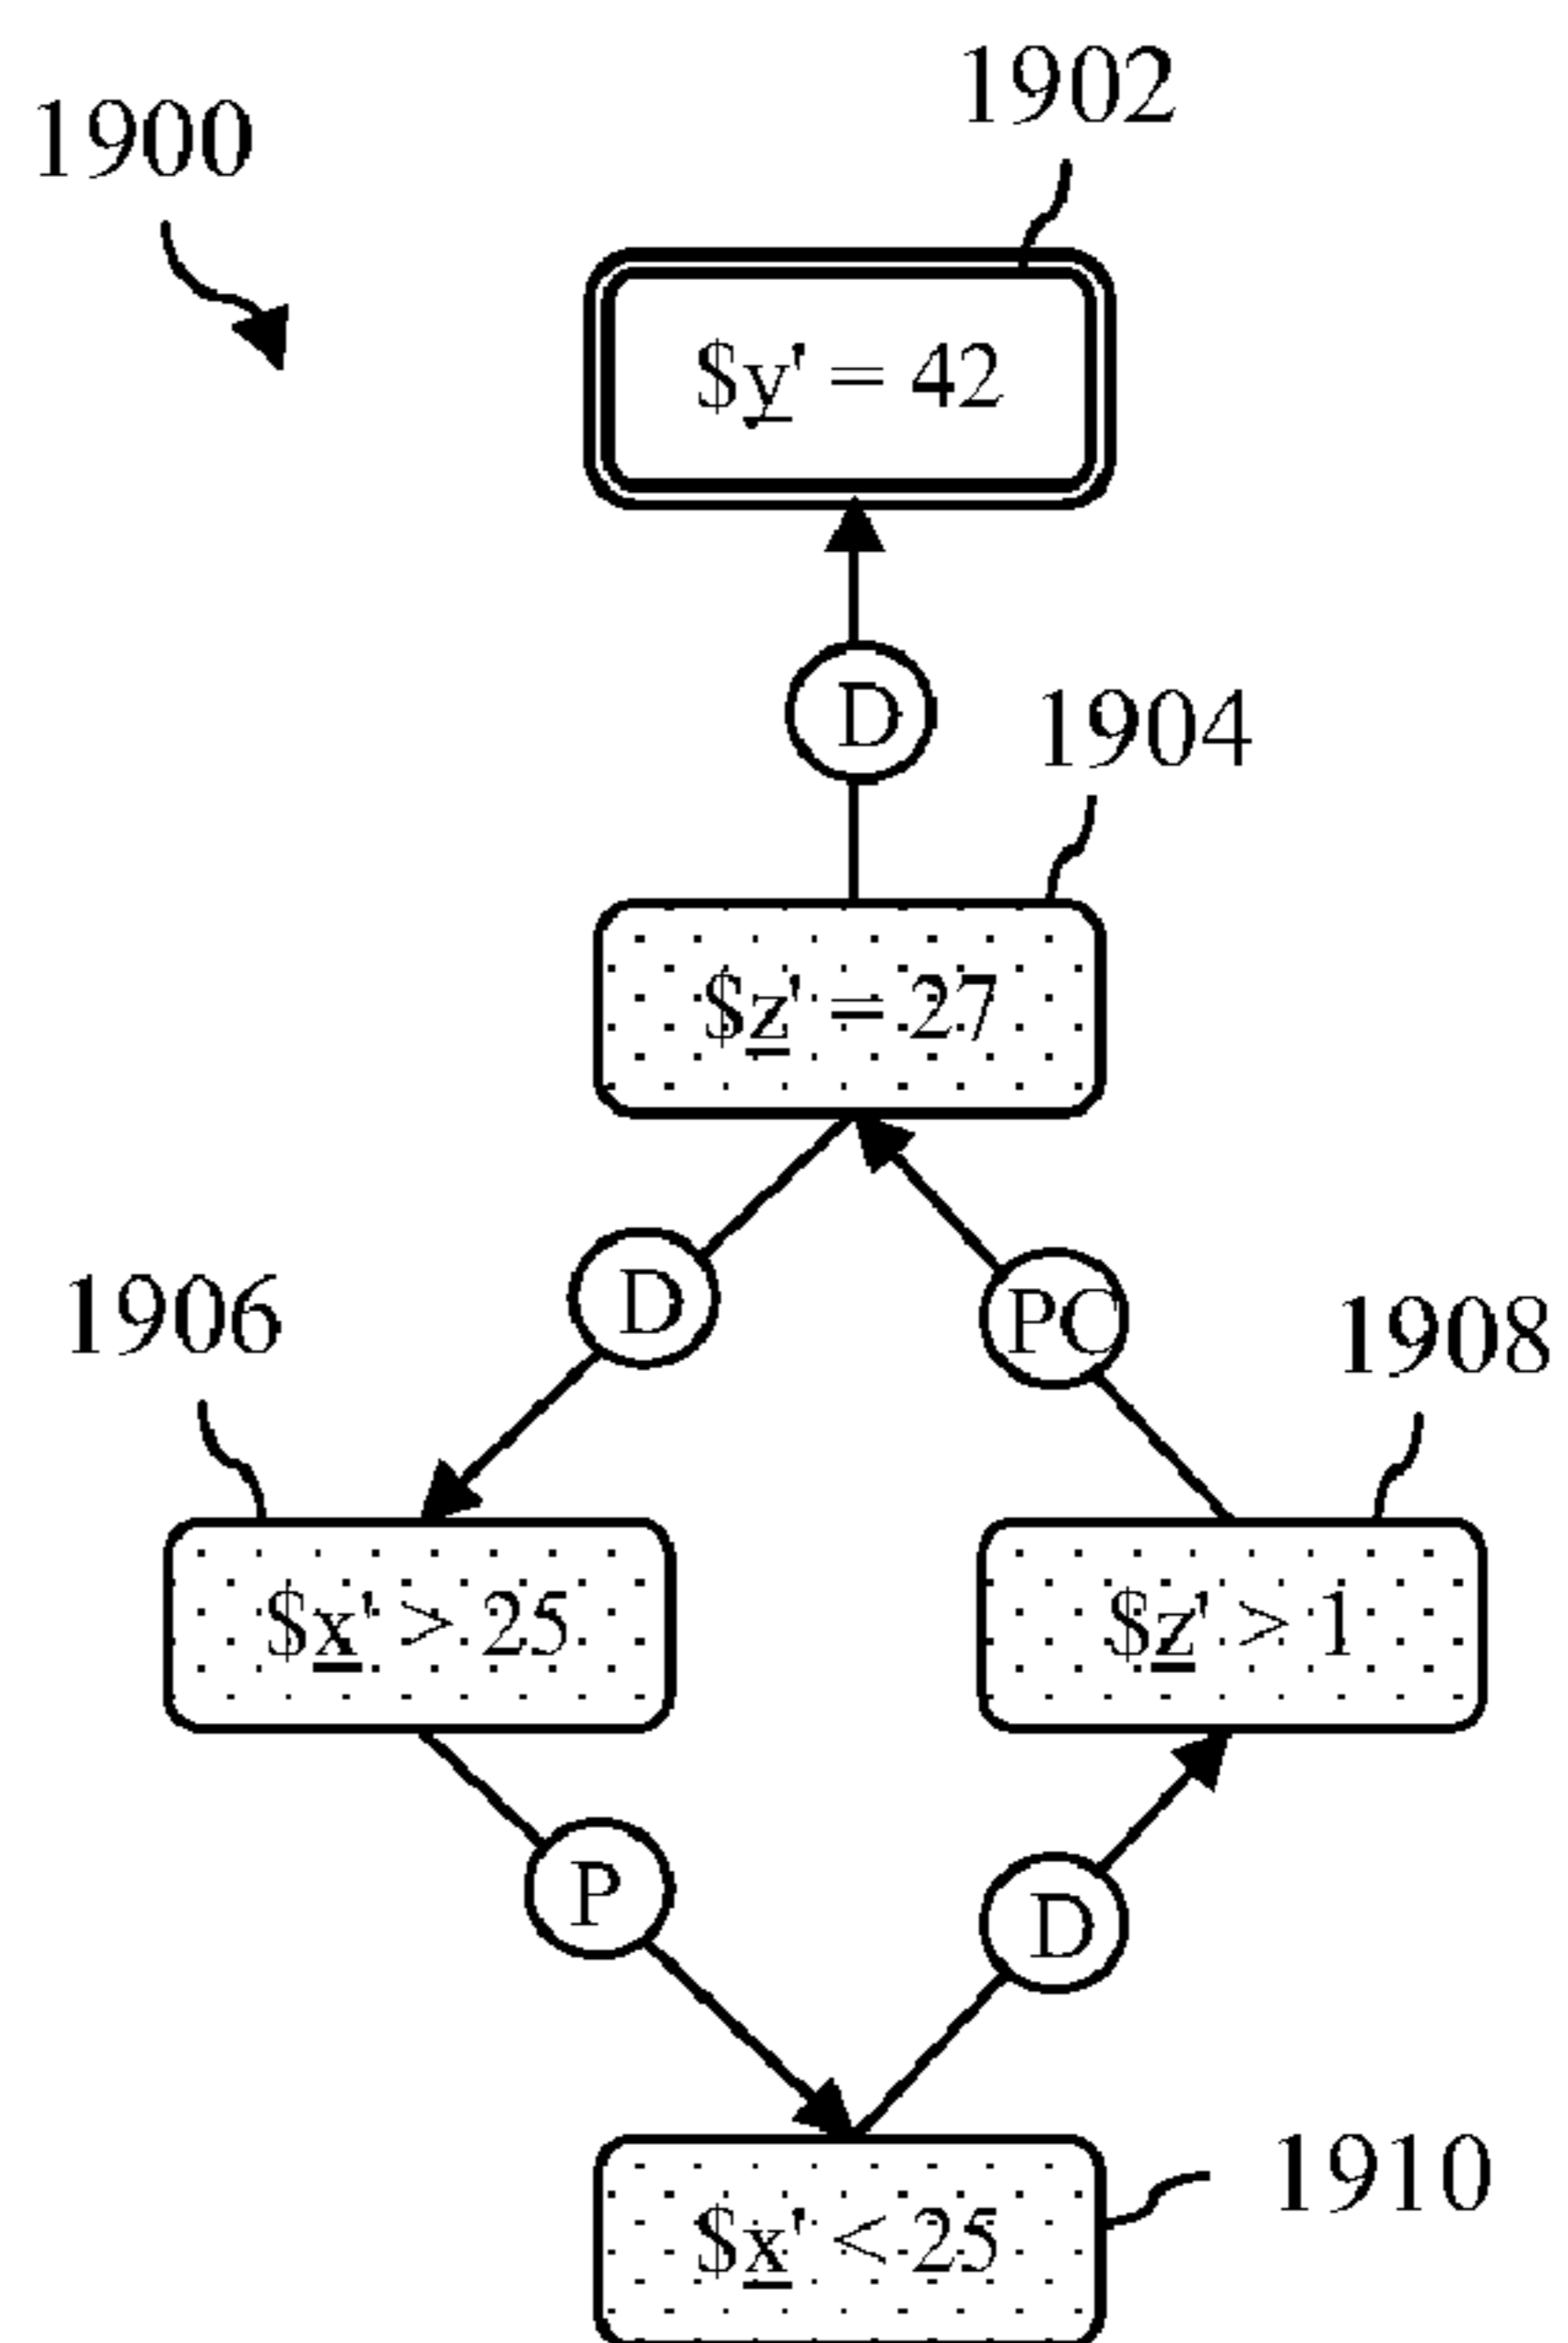 1902
1900
$y' = 42
D
1904
$z' = 27
D
PC
1906
1908
$x' > 25
$z' > 1
P
D
1910
$x' < 25